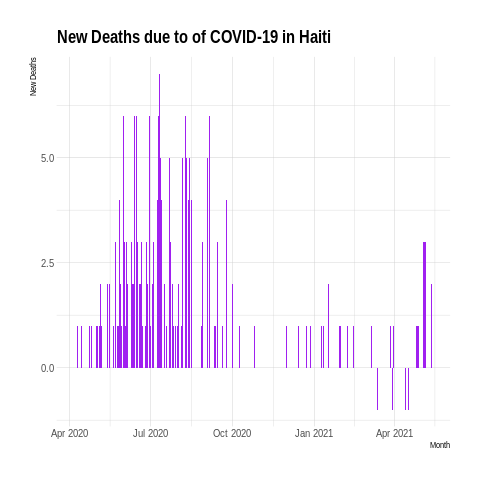 New Deaths due to of COVID-19 in Haiti
New Deaths
5.0
2.5
0.0
Apr 2020 Jul 2020 Oct 2020 Jan 2021 Apr 2021
Month